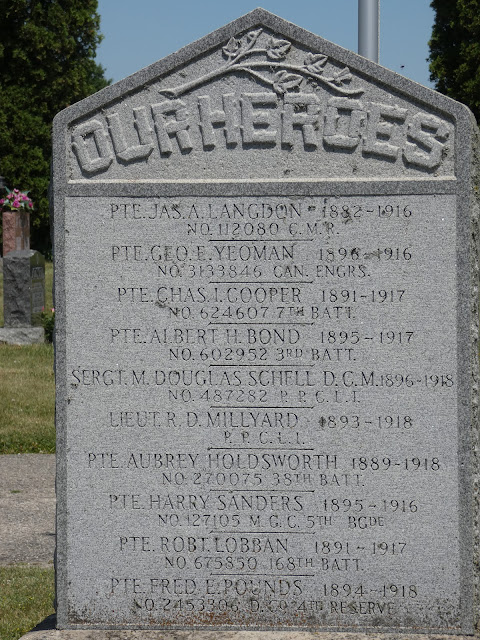 OUR HEROES
PTE. JAS. A. LANGDON 1882-1916
NO. 112080 C. M. R.
PTE. GEO. E. YEOMAN 1896-1916
NO. 3133846 CAN. ENGRS.
PTE. CHAS. I. COOPER 1891-1917
NO. 624607 7TH BATT.
PTE. ALBERT H. BOND 1895-1917
NO. 602952 3RD BATT.
SERGT. M. DOUGLAS SCHELL D. C. M. 1896-1918
NO. 487282 P. P. C. L. I.
LIEUT. R. D. MILLYARD 1893-1918
P. P. C. L. I.
PTE. AUBREY HOLDSWORTH 1889-1918
NO. 270075 38TH BATT.
PTE. HARRY SANDERS 1895-1916
NO. 127105 M. G. C. 5TH BGDE
PTE. ROBT. LOBBAN 1891-1917
NO. 675850 168TH BATT.
PTE. FRED E. POUNDS 1894-1918
NO. 2453306 D. CO. 4TH RESERVE